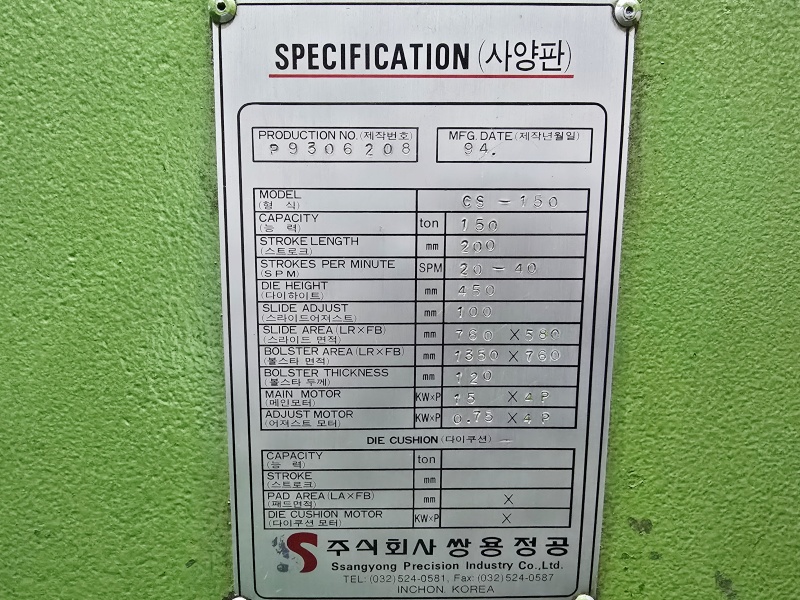 SPECIFICATION (사양판)
PRODUCTION NO. (제작번호) MFG. DATE (제작년월일)
P9306208 94.
MODEL (형 식) CS - 150
CAPACITY (능 력) ton 150
STROKE LENGTH (스트로크) mm 200
STROKES PER MINUTE (S P M) SPM 20 - 40
DIE HEIGHT (다이하이트) mm 450
SLIDE ADJUST (스라이드어져스트) mm 100
SLIDE AREA (LR×FB) (스라이드 면적) mm 760 × 580
BOLSTER AREA (LR×FB) (볼스타 면적) mm 1350 × 760
BOLSTER THICKNESS (볼스타 두께) mm 120
MAIN MOTOR (메인모터) KW×P 15 × 4P
ADJUST MOTOR (어져스트 모터) KW×P 0.75 × 4P
DIE CUSHION (다이쿠션) -
CAPACITY (능 력) ton
STROKE (스트로크) mm
PAD AREA (LA×FB) (패드면적) mm ×
DIE CUSHION MOTOR (다이쿠션 모터) KW×P ×
S 주식회사 쌍용정공
Ssangyong Precision Industry Co., Ltd.
TEL: (032) 524-0581, Fax: (032) 524-0587
INCHON. KOREA